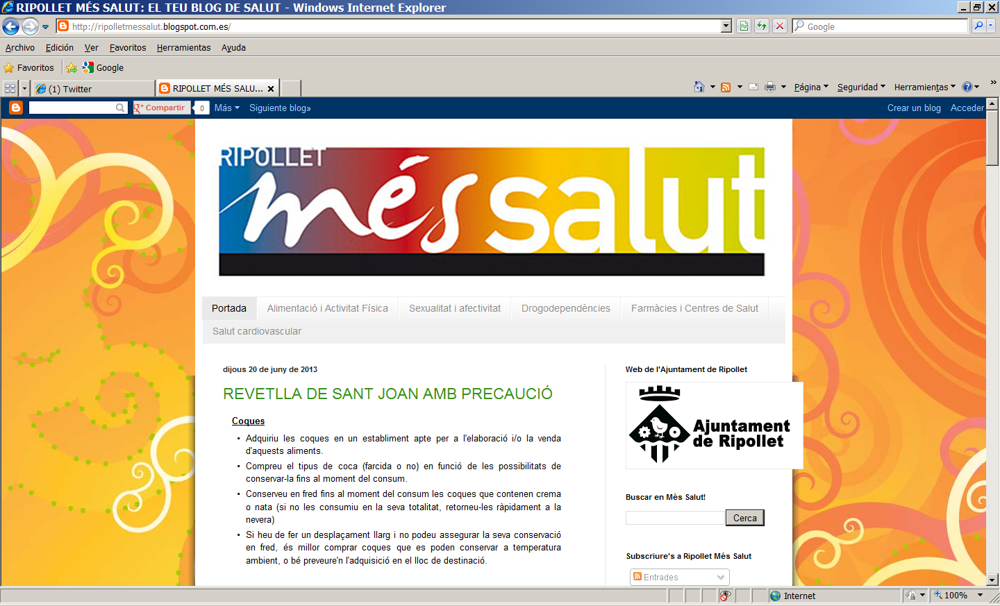 RIPOLLET MÉS SALUT: EL TEU BLOG DE SALUT - Windows Internet Explorer
http://ripolletmessalut.blogspot.com.es/
Google
Archivo Edición Ver Favoritos Herramientas Ayuda
Favoritos Google
(1) Twitter RIPOLLET MÉS SALU... Página Seguridad Herramientas »
g+ Compartir 0 Más Siguiente blog» Crear un blog Acceder
RIPOLLET
més salut
Portada Alimentació i Activitat Física Sexualitat i afectivitat Drogodependències Farmàcies i Centres de Salut
Salut cardiovascular
dijous 20 de juny de 2013
REVETLLA DE SANT JOAN AMB PRECAUCIÓ
Coques
• Adquiriu les coques en un establiment apte per a l'elaboració i/o la venda
d'aquests aliments.
• Compreu el tipus de coca (farcida o no) en funció de les possibilitats de
conservar-la fins al moment del consum.
• Conserveu en fred fins al moment del consum les coques que contenen crema
o nata (si no les consumiu en la seva totalitat, retorneu-les ràpidament a la
nevera)
• Si heu de fer un desplaçament llarg i no podeu assegurar la seva conservació
en fred, és millor comprar coques que es poden conservar a temperatura
ambient, o bé preveure'n l'adquisició en el lloc de destinació.
Web de l'Ajuntament de Ripollet
Ajuntament
de Ripollet
Buscar en Més Salut!
Cerca
Subscriure's a Ripollet Més Salut
Entrades
Internet 100%